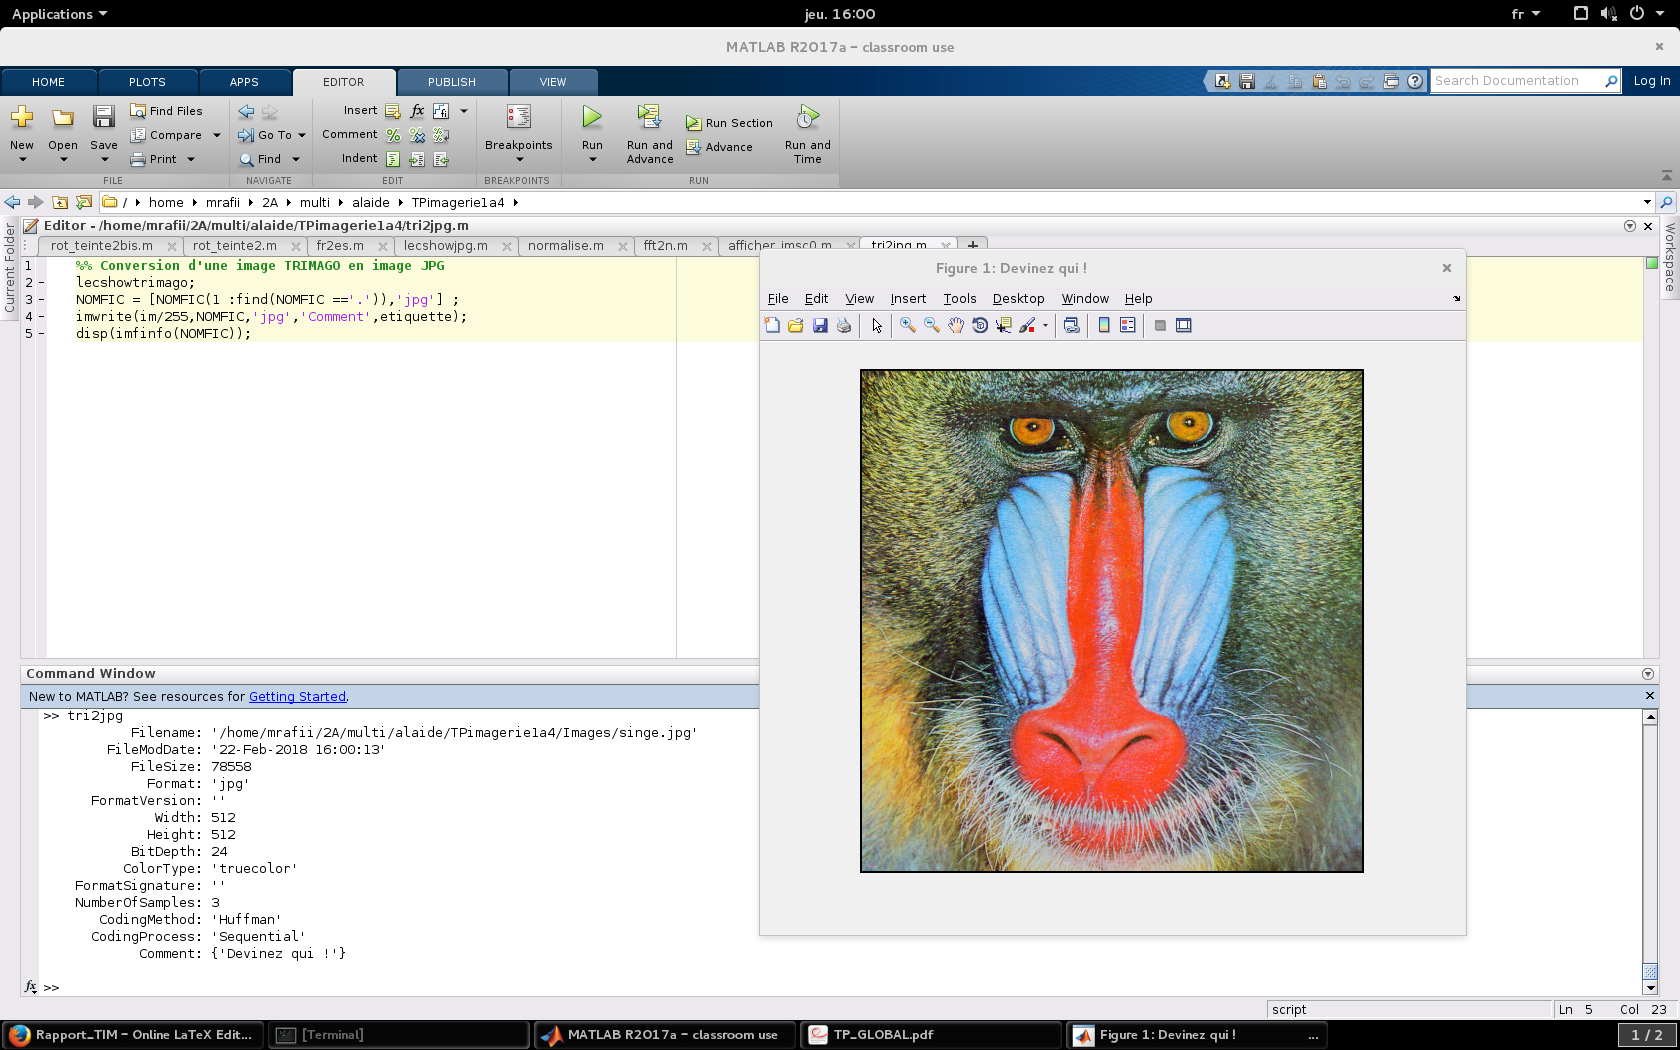 Applications
jeu. 16:00
fr
MATLAB R2017a - classroom use
HOME PLOTS APPS EDITOR PUBLISH VIEW
Search Documentation
Log In
New
Open
Save
Find Files
Compare
Print
Go To
Find
Insert
Comment
Indent
Breakpoints
Run
Run and Advance
Run Section
Advance
Run and Time
FILE NAVIGATE EDIT BREAKPOINTS RUN
/ home mrafii 2A multi alaide TPimagerie1a4
Current Folder
Workspace
Editor - /home/mrafii/2A/multi/alaide/TPimagerie1a4/tri2jpg.m
rot_teinte2bis.m rot_teinte2.m fr2es.m lecshowjpg.m normalise.m fft2n.m afficher_imsc0.m tri2jpg.m
1 %% Conversion d'une image TRIMAGO en image JPG
2 - lecshowtrimago;
3 - NOMFIC = [NOMFIC(1 :find(NOMFIC =='.')),'jpg'] ;
4 - imwrite(im/255,NOMFIC,'jpg','Comment',etiquette);
5 - disp(imfinfo(NOMFIC));
Figure 1: Devinez qui !
File Edit View Insert Tools Desktop Window Help
Command Window
New to MATLAB? See resources for Getting Started.
>> tri2jpg
Filename: '/home/mrafii/2A/multi/alaide/TPimagerie1a4/Images/singe.jpg'
FileModDate: '22-Feb-2018 16:00:13'
FileSize: 78558
Format: 'jpg'
FormatVersion: ''
Width: 512
Height: 512
BitDepth: 24
ColorType: 'truecolor'
FormatSignature: ''
NumberOfSamples: 3
CodingMethod: 'Huffman'
CodingProcess: 'Sequential'
Comment: {'Devinez qui !'}
fx >>
script
Ln 5 Col 23
Rapport_TIM - Online LaTeX Edit...
[Terminal]
MATLAB R2017a - classroom use
TP_GLOBAL.pdf
Figure 1: Devinez qui ! ...
1 / 2